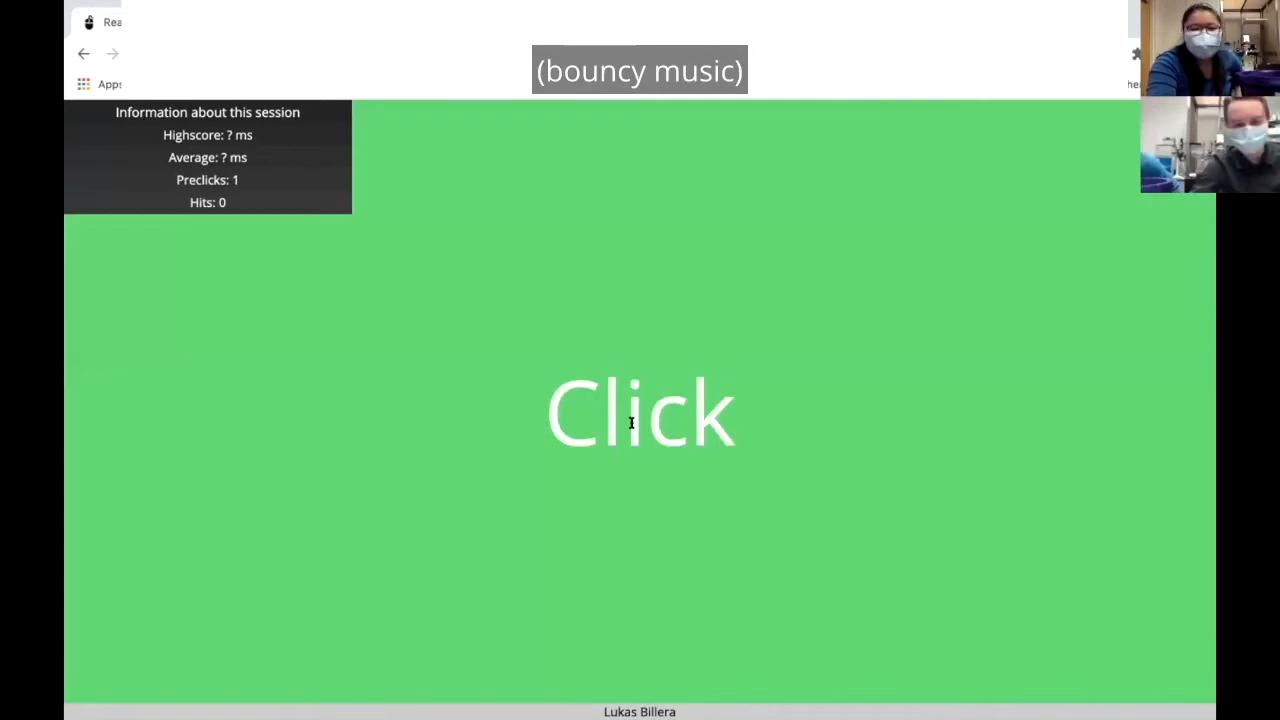 Rea
(bouncy music)
Apps
he
Information about this session
Highscore: ? ms
Average: ? ms
Preclicks: 1
Hits: 0
Click
Lukas Billera